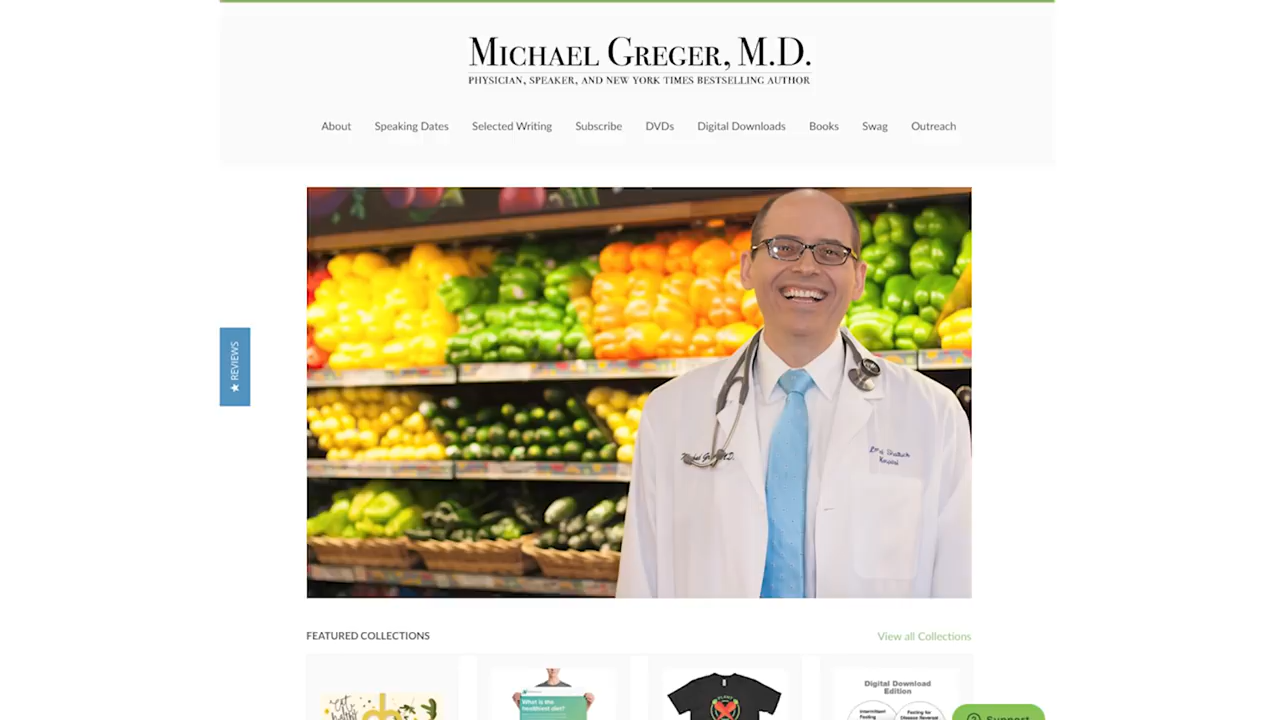 MICHAEL GREGER, M.D.
PHYSICIAN, SPEAKER, AND NEW YORK TIMES BESTSELLING AUTHOR
About Speaking Dates Selected Writing Subscribe DVDs Digital Downloads Books Swag Outreach
★ REVIEWS
FEATURED COLLECTIONS
View all Collections
What is the
healthiest diet?
PLANT
Digital Download
Edition
Intermittent
Fasting
Fasting for
Disease Reversal
Support